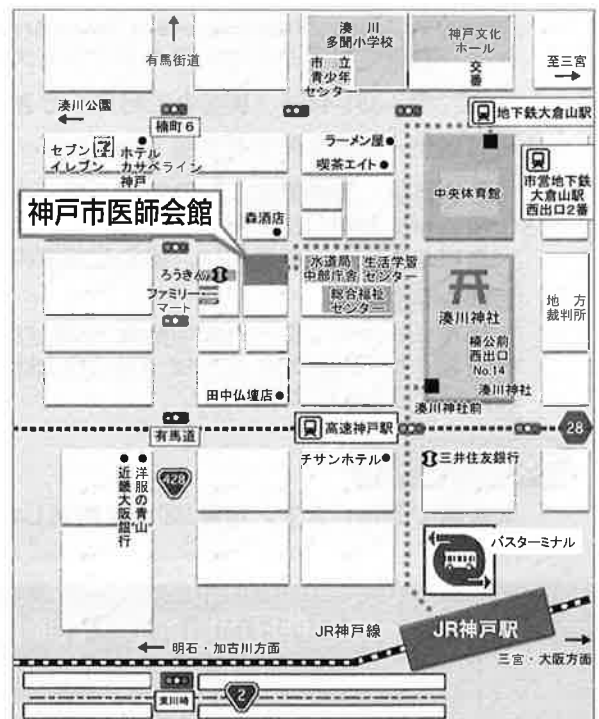 有馬街道
湊川
多聞小学校
市立
青少年
センター
神戸文化
ホール
交番
至三宮
湊川公園
楠町6
地下鉄大倉山駅
セブン
イレブン
ホテル
カサベライン
神戸
ラーメン屋
喫茶エイト
中央体育館
市営地下鉄
大倉山駅
西出口2番
神戸市医師会館
森酒店
ろうきん
水道局
中部庁舎
生活学習
センター
総合福祉
センター
ファミリー
マート
湊川神社
楠公前
西出口
No.14
湊川神社
地方
裁判所
田中仏壇店
湊川神社前
有馬道
高速神戸駅
28
チサンホテル
三井住友銀行
428
洋服の青山
近畿大阪銀行
バスターミナル
JR神戸線
JR神戸駅
明石・加古川方面
三宮・大阪方面
東川崎
2